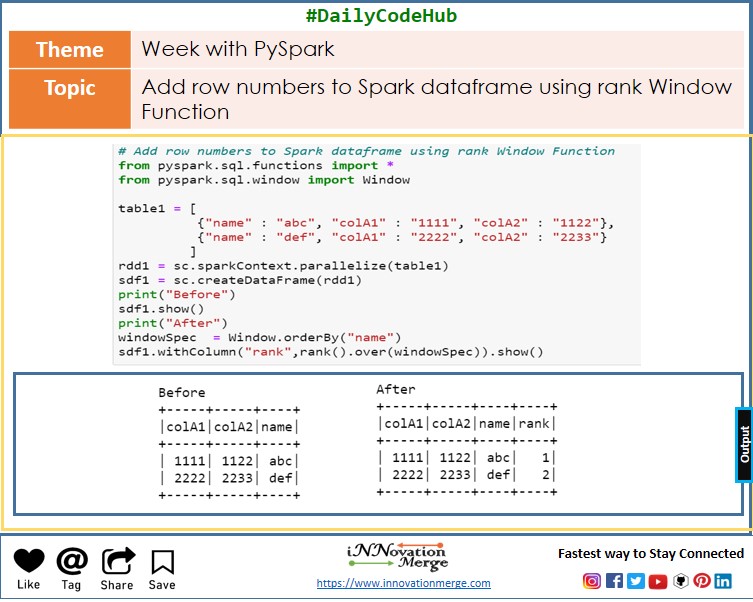 #DailyCodeHub
Theme
Week with PySpark
Topic
Add row numbers to Spark dataframe using rank Window
Function
# Add row numbers to Spark dataframe using rank Window Function
from pyspark.sql.functions import *
from pyspark.sql.window import Window
table1 = [
{"name" : "abc", "colA1" : "1111", "colA2" : "1122"},
{"name" : "def", "colA1" : "2222", "colA2" : "2233"}
]
rdd1 = sc.sparkContext.parallelize(table1)
sdf1 = sc.createDataFrame(rdd1)
print("Before")
sdf1.show()
print("After")
windowSpec  = Window.orderBy("name")
sdf1.withColumn("rank",rank().over(windowSpec)).show()
Before
+-----+-----+----+
|colA1|colA2|name|
+-----+-----+----+
| 1111| 1122| abc|
| 2222| 2233| def|
+-----+-----+----+
After
+-----+-----+----+----+
|colA1|colA2|name|rank|
+-----+-----+----+----+
| 1111| 1122| abc|   1|
| 2222| 2233| def|   2|
+-----+-----+----+----+
Output
Like
Tag
Share
Save
iNNovation
Merge
https://www.innovationmerge.com
Fastest way to Stay Connected